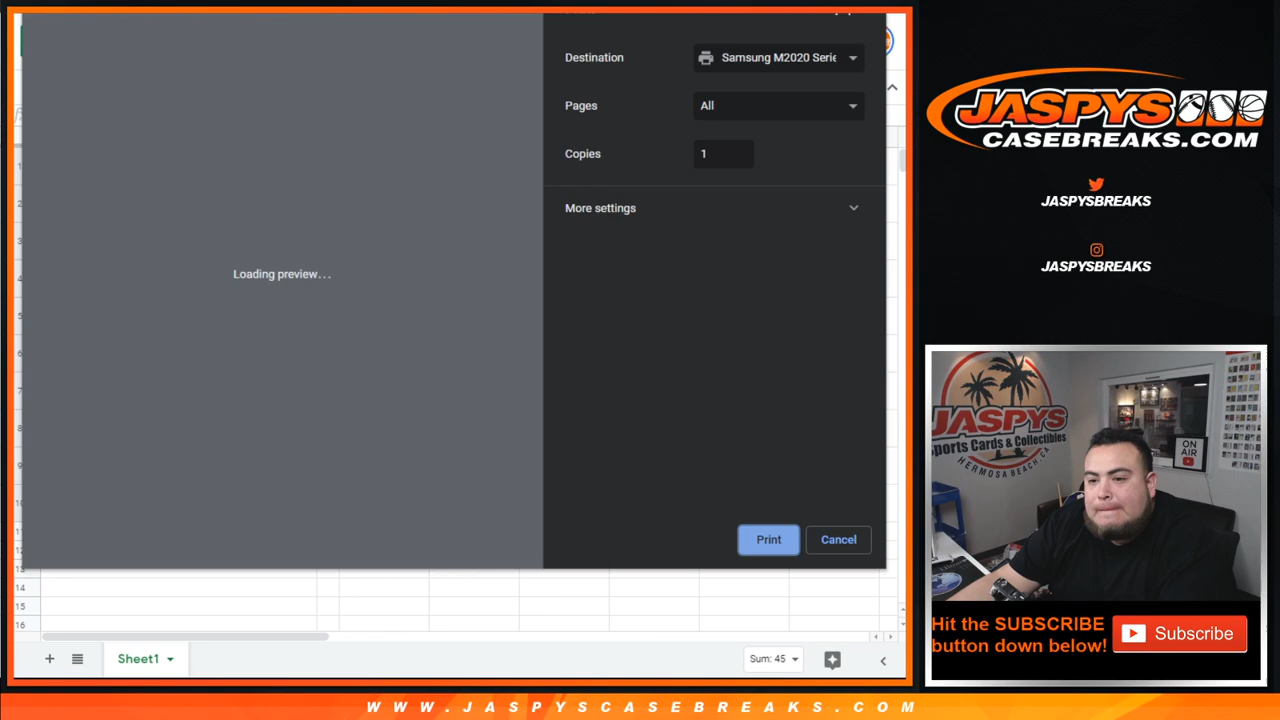 Destination
Samsung M2020 Serie
Pages
All
Copies
1
More settings
Loading preview...
Print
Cancel
13
14
15
16
Sheet1
Sum: 45
JASPYS
CASEBREAKS.COM
JASPYSBREAKS
JASPYSBREAKS
JASPYS
Sports Cards & Collectibles
HERMOSA BEACH, CA
ON
AIR
Hit the SUBSCRIBE
button down below!
Subscribe
WWW.JASPYSCASEBREAKS.COM